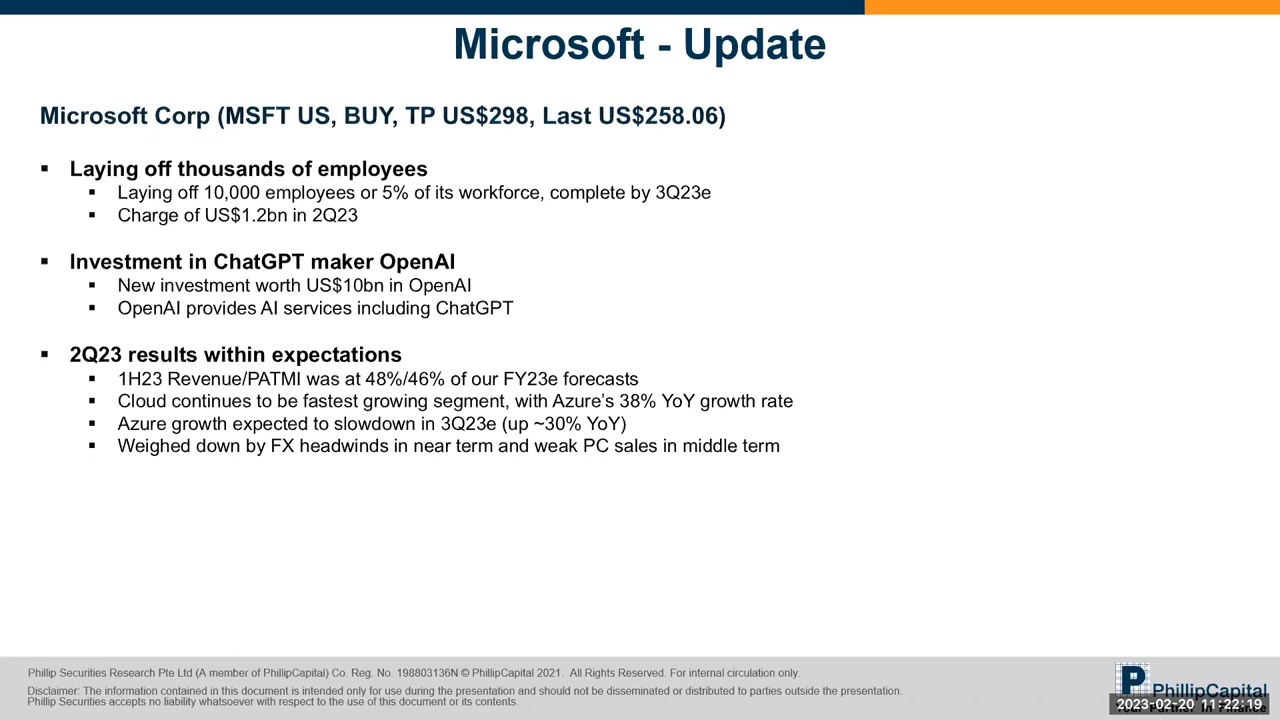 Microsoft - Update
Microsoft Corp (MSFT US, BUY, TP US$298, Last US$258.06)
▪ Laying off thousands of employees
▪ Laying off 10,000 employees or 5% of its workforce, complete by 3Q23e
▪ Charge of US$1.2bn in 2Q23
▪ Investment in ChatGPT maker OpenAI
▪ New investment worth US$10bn in OpenAI
▪ OpenAI provides AI services including ChatGPT
▪ 2Q23 results within expectations
▪ 1H23 Revenue/PATMI was at 48%/46% of our FY23e forecasts
▪ Cloud continues to be fastest growing segment, with Azure’s 38% YoY growth rate
▪ Azure growth expected to slowdown in 3Q23e (up ~30% YoY)
▪ Weighed down by FX headwinds in near term and weak PC sales in middle term
Phillip Securities Research Pte Ltd (A member of PhillipCapital) Co. Reg. No. 198803136N © PhillipCapital 2021. All Rights Reserved. For internal circulation only.
Disclaimer: The information contained in this document is intended only for use during the presentation and should not be disseminated or distributed to parties outside the presentation.
Phillip Securities accepts no liability whatsoever with respect to the use of this document or its contents.
PhillipCapital
Your Partner In Finance
2023-02-20 11:22:19